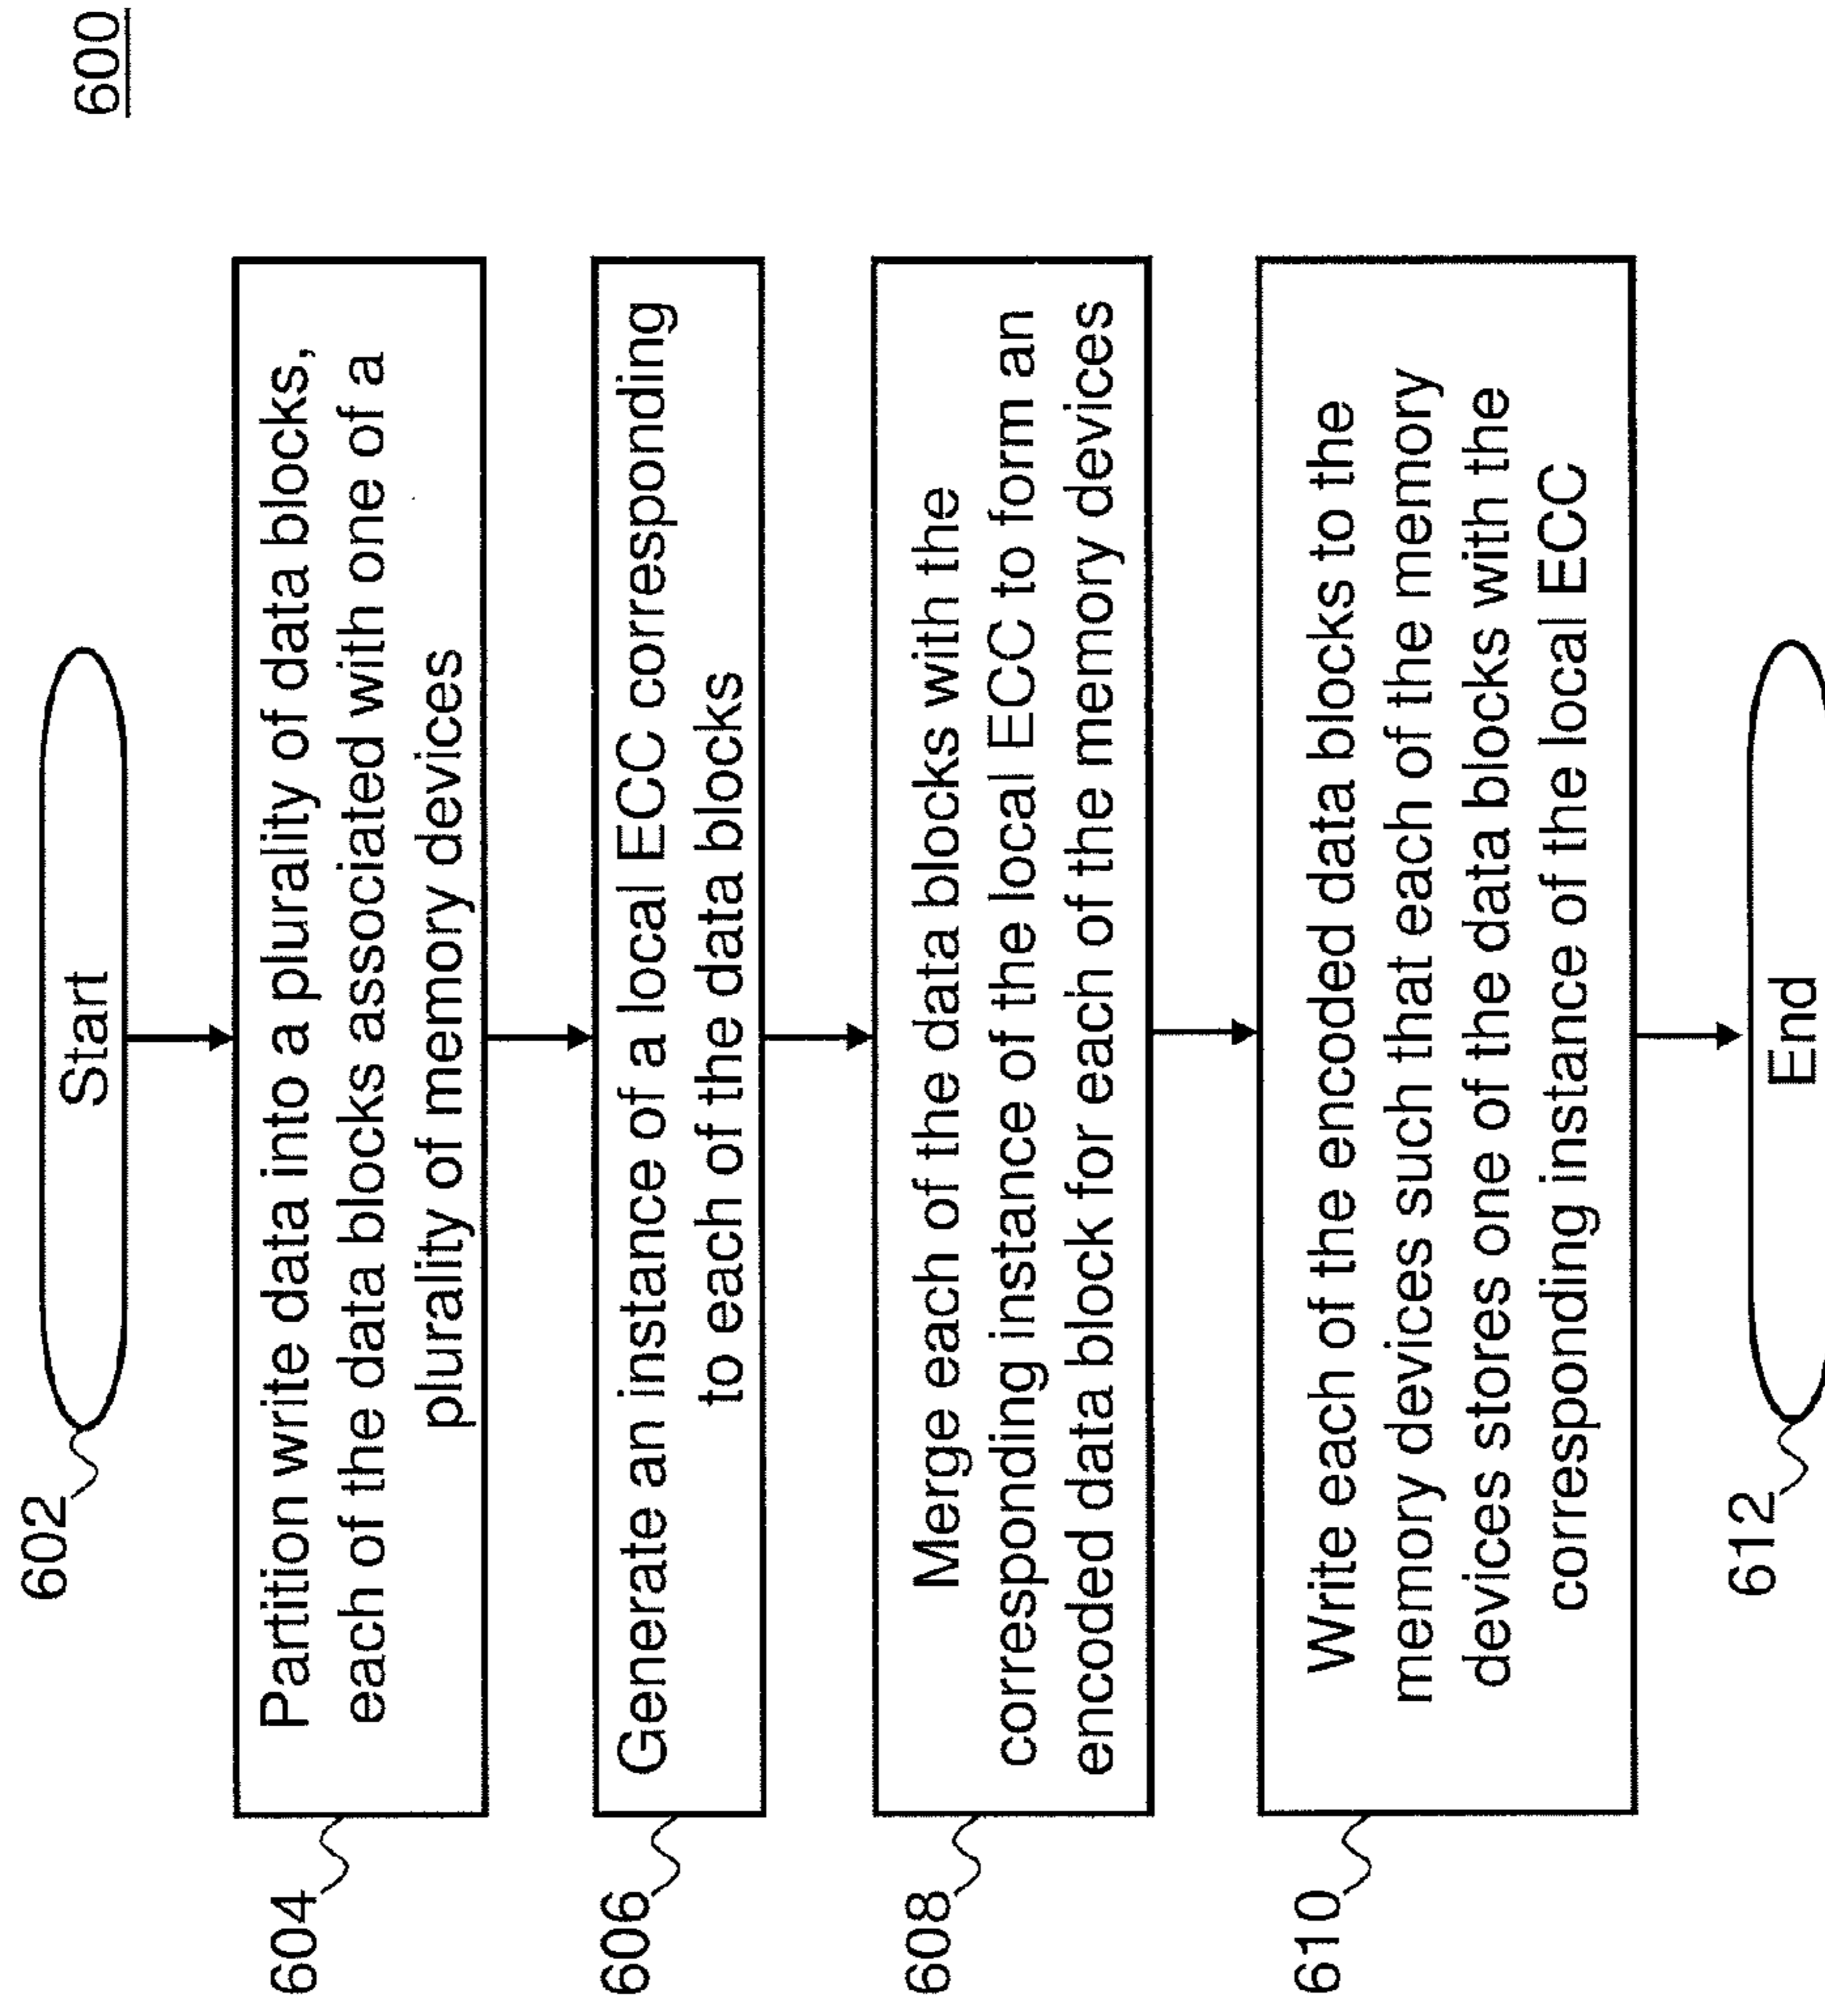 600
602
Start
604
Partition write data into a plurality of data blocks,
each of the data blocks associated with one of a
plurality of memory devices
606
Generate an instance of a local ECC corresponding
to each of the data blocks
608
Merge each of the data blocks with the
corresponding instance of the local ECC to form an
encoded data block for each of the memory devices
610
Write each of the encoded data blocks to the
memory devices such that each of the memory
devices stores one of the data blocks with the
corresponding instance of the local ECC
612
End